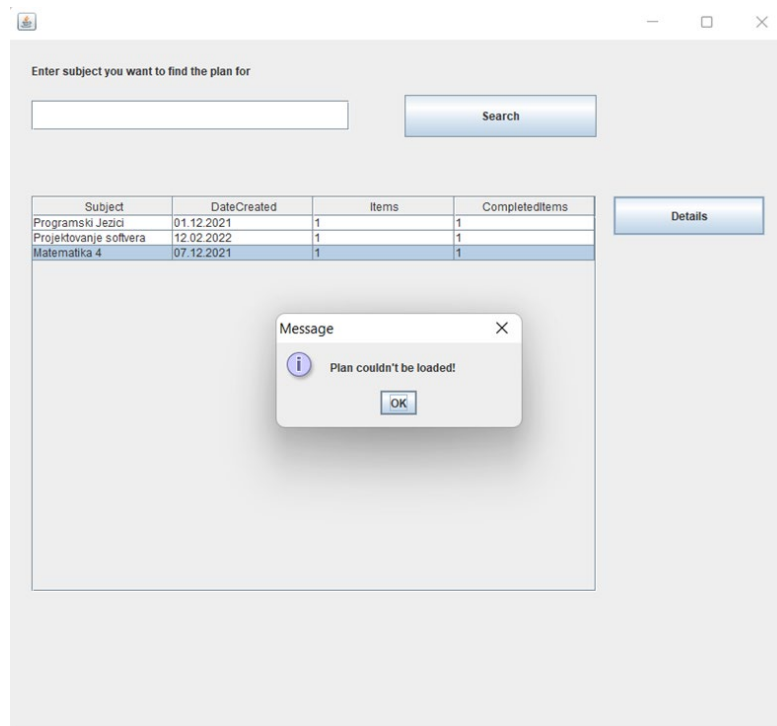 Enter subject you want to find the plan for
Search
Subject DateCreated Items CompletedItems
Programski Jezici 01.12.2021 1 1
Projektovanje softvera 12.02.2022 1 1
Matematika 4 07.12.2021 1 1
Details
Message
Plan couldn't be loaded!
OK